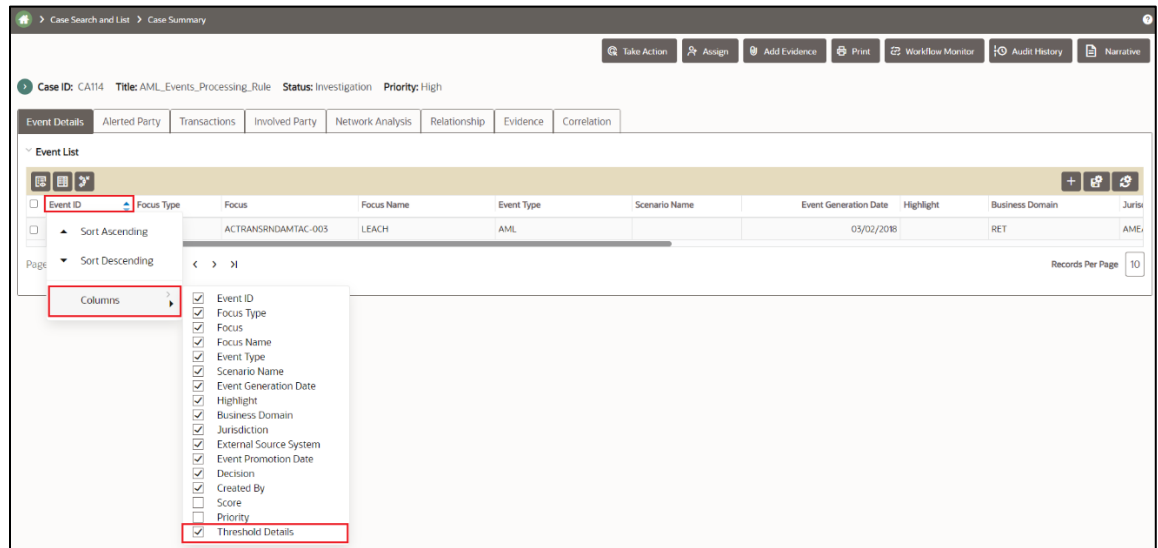 > Case Search and List > Case Summary
Take Action Assign Add Evidence Print Workflow Monitor Audit History Narrative
Case ID: CA114 Title: AML_Events_Processing_Rule Status: Investigation Priority: High
Event Details Alerted Party Transactions Involved Party Network Analysis Relationship Evidence Correlation
Event List
Event ID Focus Type Focus Focus Name Event Type Scenario Name Event Generation Date Highlight Business Domain
ACTRANSRNDAMTAC-003 LEACH AML 03/02/2018 RET
Sort Ascending
Sort Descending
Page Records Per Page 10
Columns
Event ID
Focus Type
Focus
Focus Name
Event Type
Scenario Name
Event Generation Date
Highlight
Business Domain
Jurisdiction
External Source System
Event Promotion Date
Decision
Created By
Score
Priority
Threshold Details